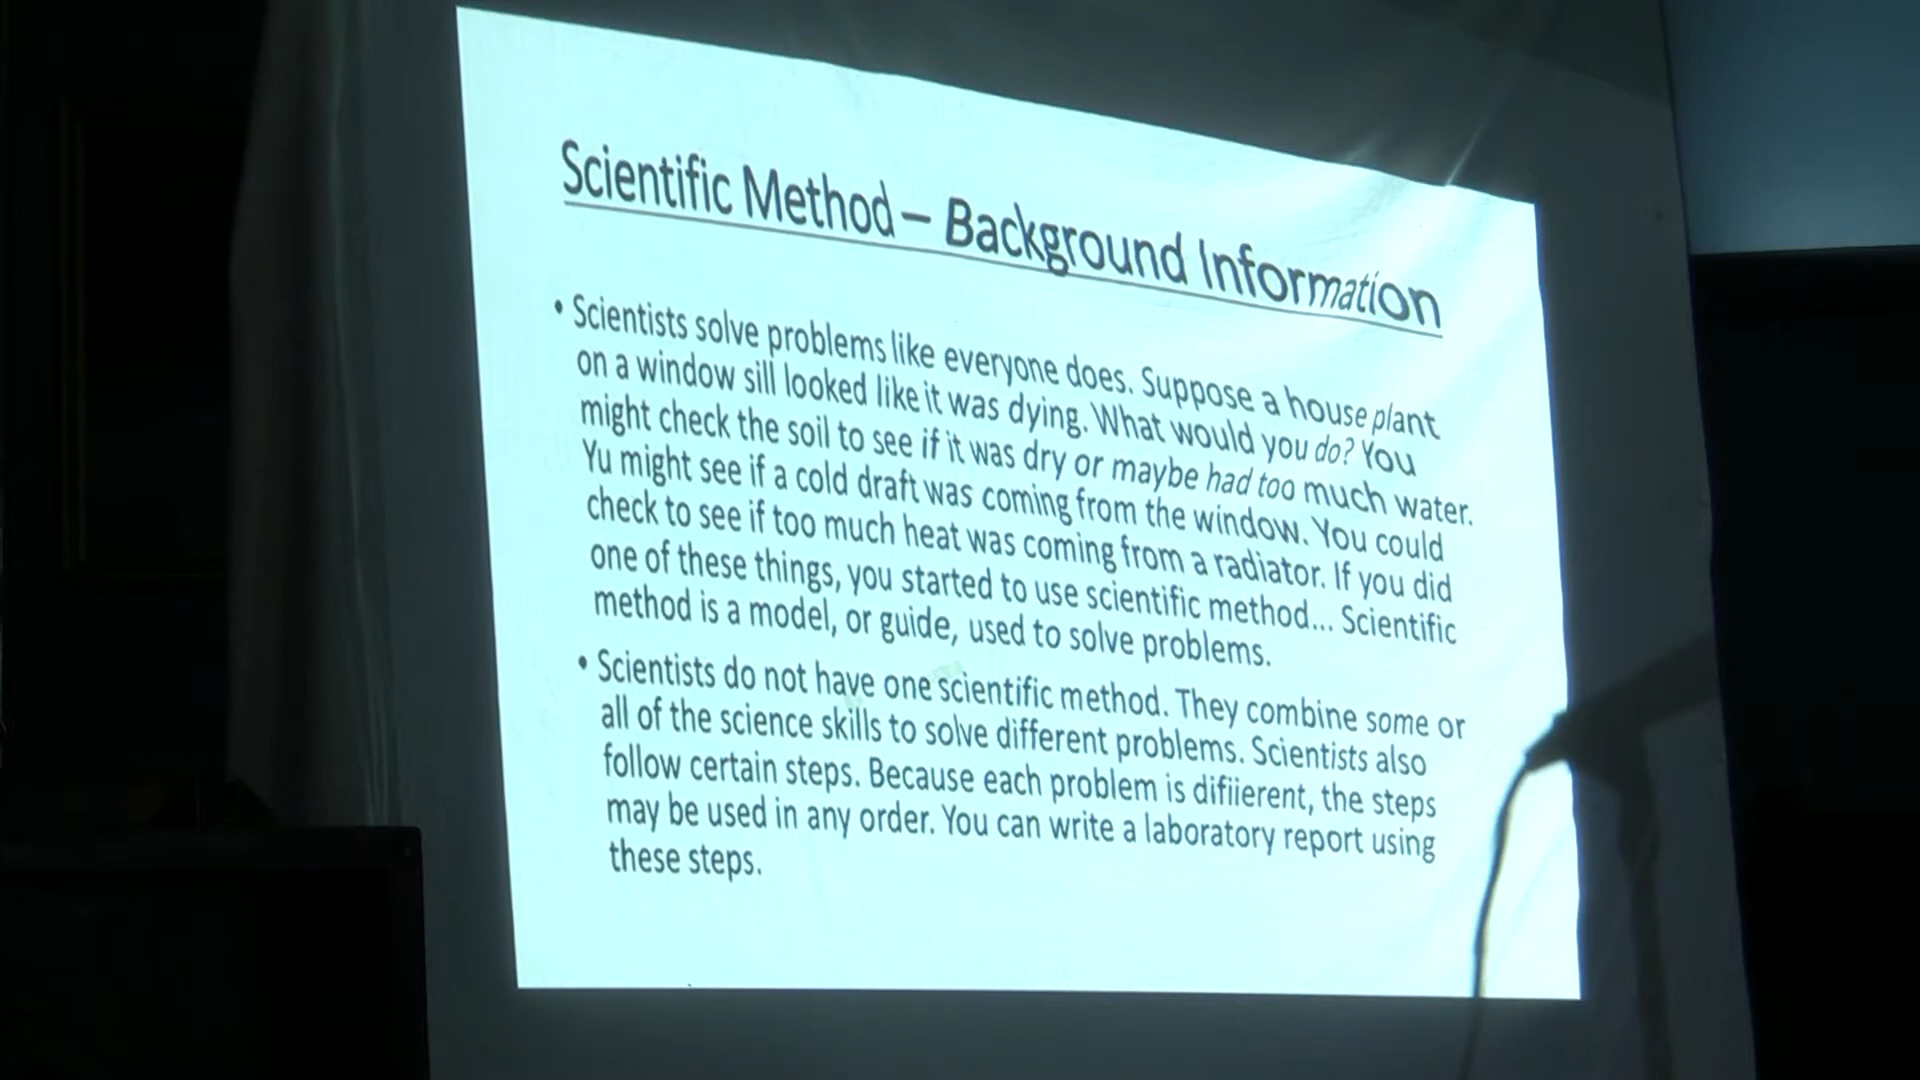 Scientific Method – Background Information
• Scientists solve problems like everyone does. Suppose a house plant
on a window sill looked like it was dying. What would you do? You
might check the soil to see if it was dry or maybe had too much water.
Yu might see if a cold draft was coming from the window. You could
check to see if too much heat was coming from a radiator. If you did
one of these things, you started to use scientific method... Scientific
method is a model, or guide, used to solve problems.
• Scientists do not have one scientific method. They combine some or
all of the science skills to solve different problems. Scientists also
follow certain steps. Because each problem is difiierent, the steps
may be used in any order. You can write a laboratory report using
these steps.